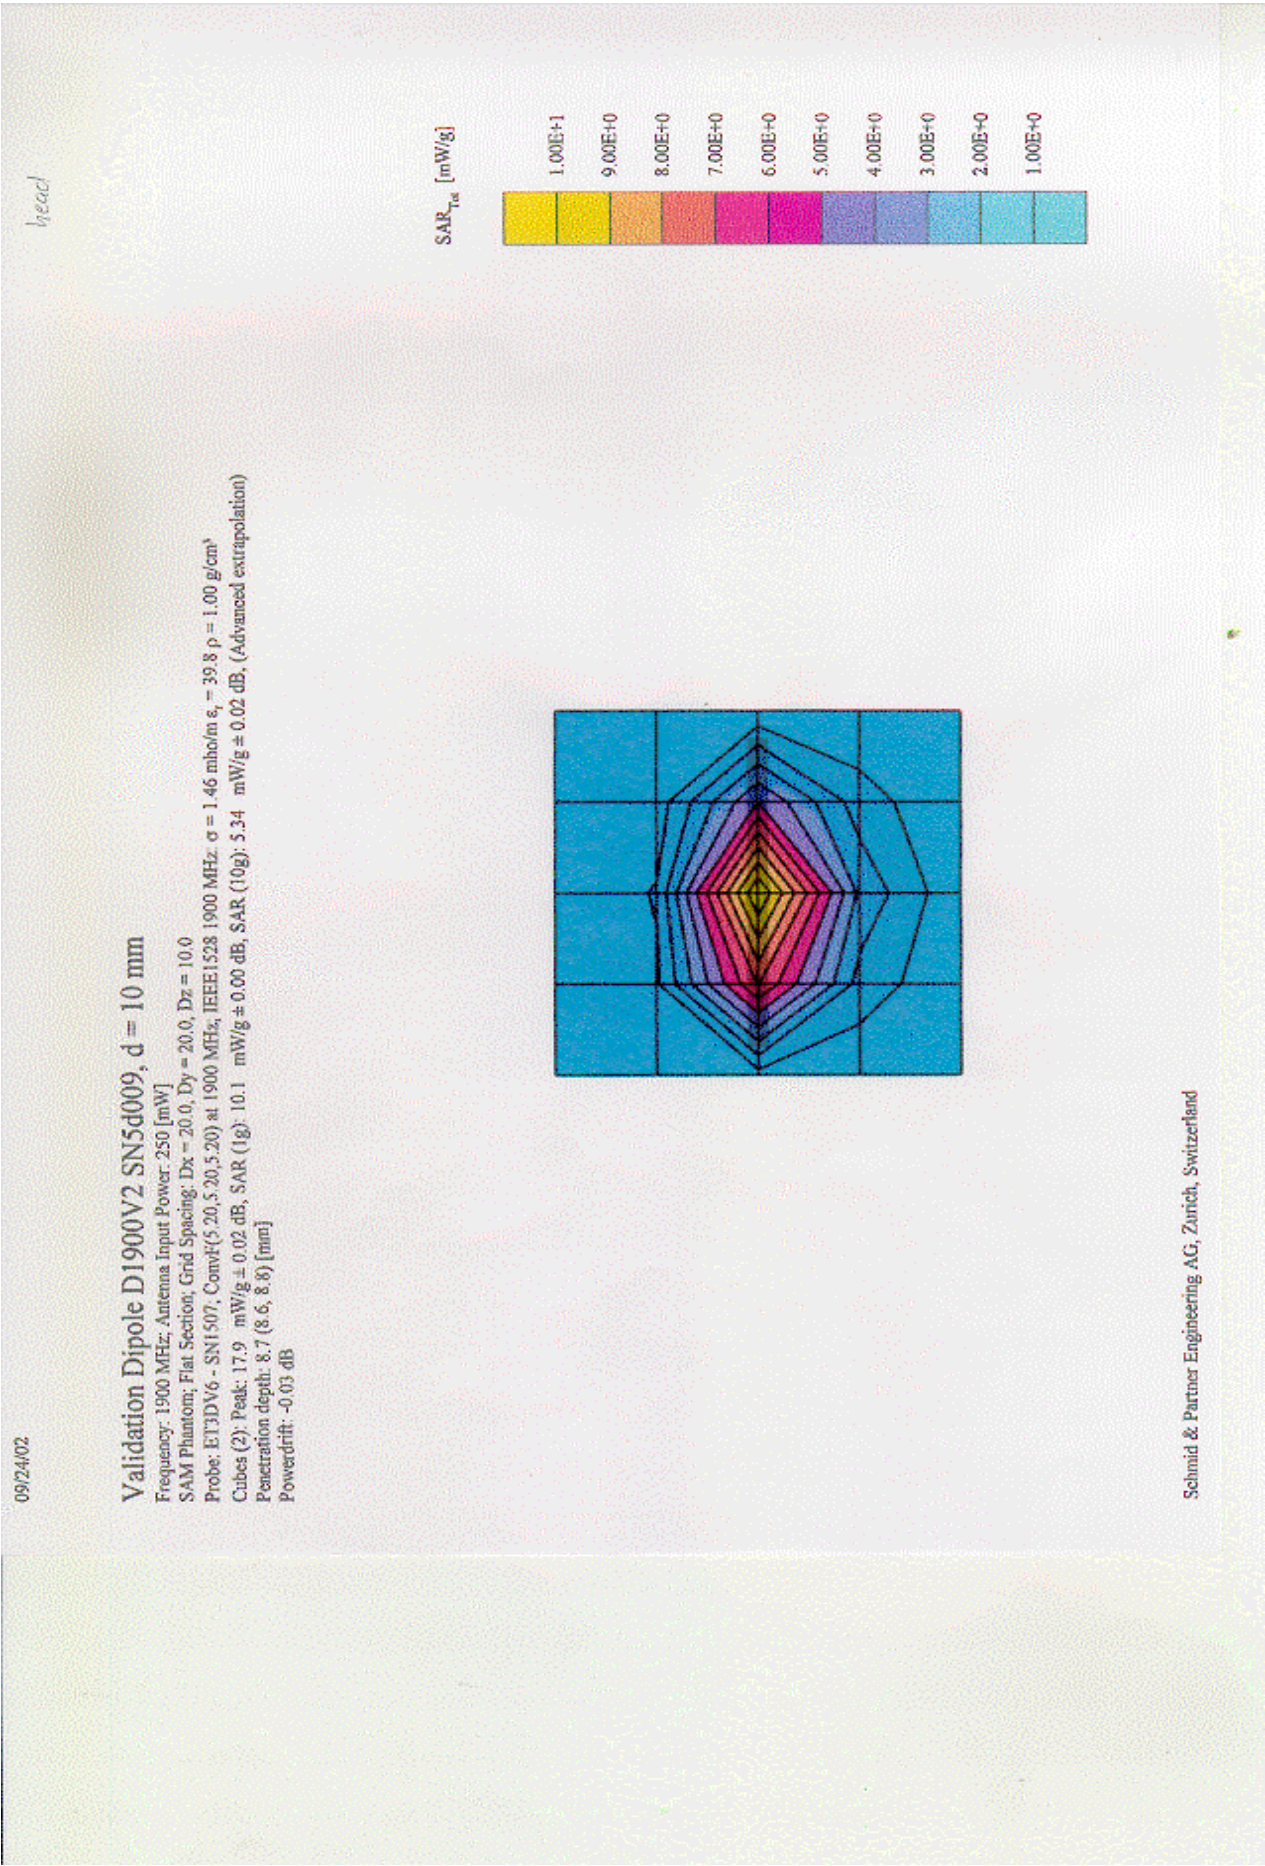 09/24/02
head
Validation Dipole D1900V2 SN5d009, d = 10 mm
Frequency: 1900 MHz; Antenna Input Power: 250 [mW]
SAM Phantom; Flat Section; Grid Spacing: Dx = 20.0, Dy = 20.0, Dz = 10.0
Probe: ET3DV6 - SN1507; ConvF(5.20,5.20,5.20) at 1900 MHz; IEEE1528 1900 MHz: σ = 1.46 mho/m εr = 39.8 ρ = 1.00 g/cm³
Cubes (2): Peak: 17.9 mW/g ± 0.02 dB, SAR (1g): 10.1 mW/g ± 0.00 dB, SAR (10g): 5.34 mW/g ± 0.02 dB, (Advanced extrapolation)
Penetration depth: 8.7 (8.6, 8.8) [mm]
Powerdrift: -0.03 dB
SARTot [mW/g]
1.00E+1
9.00E+0
8.00E+0
7.00E+0
6.00E+0
5.00E+0
4.00E+0
3.00E+0
2.00E+0
1.00E+0
Schmid & Partner Engineering AG, Zurich, Switzerland